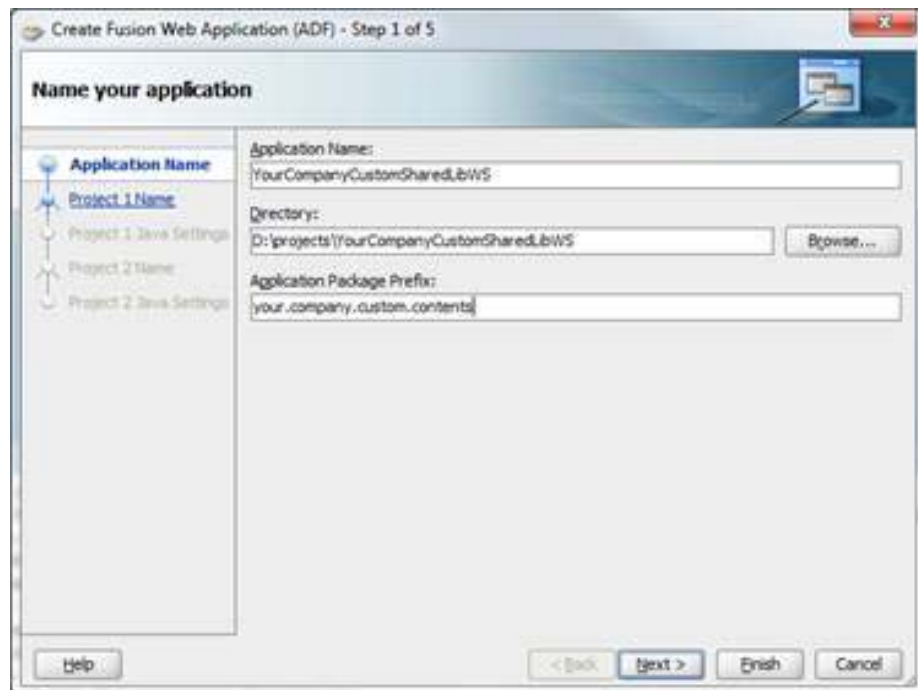 Create Fusion Web Application (ADF) - Step 1 of 5
Name your application
Application Name
Project 1 Name
Project 1 Java Settings
Project 2 Name
Project 2 Java Settings
Application Name:
YourCompanyCustomSharedLibWS
Directory:
D:\projects\YourCompanyCustomSharedLibWS
Browse...
Application Package Prefix:
your.company.custom.contents
Help
< Back
Next >
Finish
Cancel